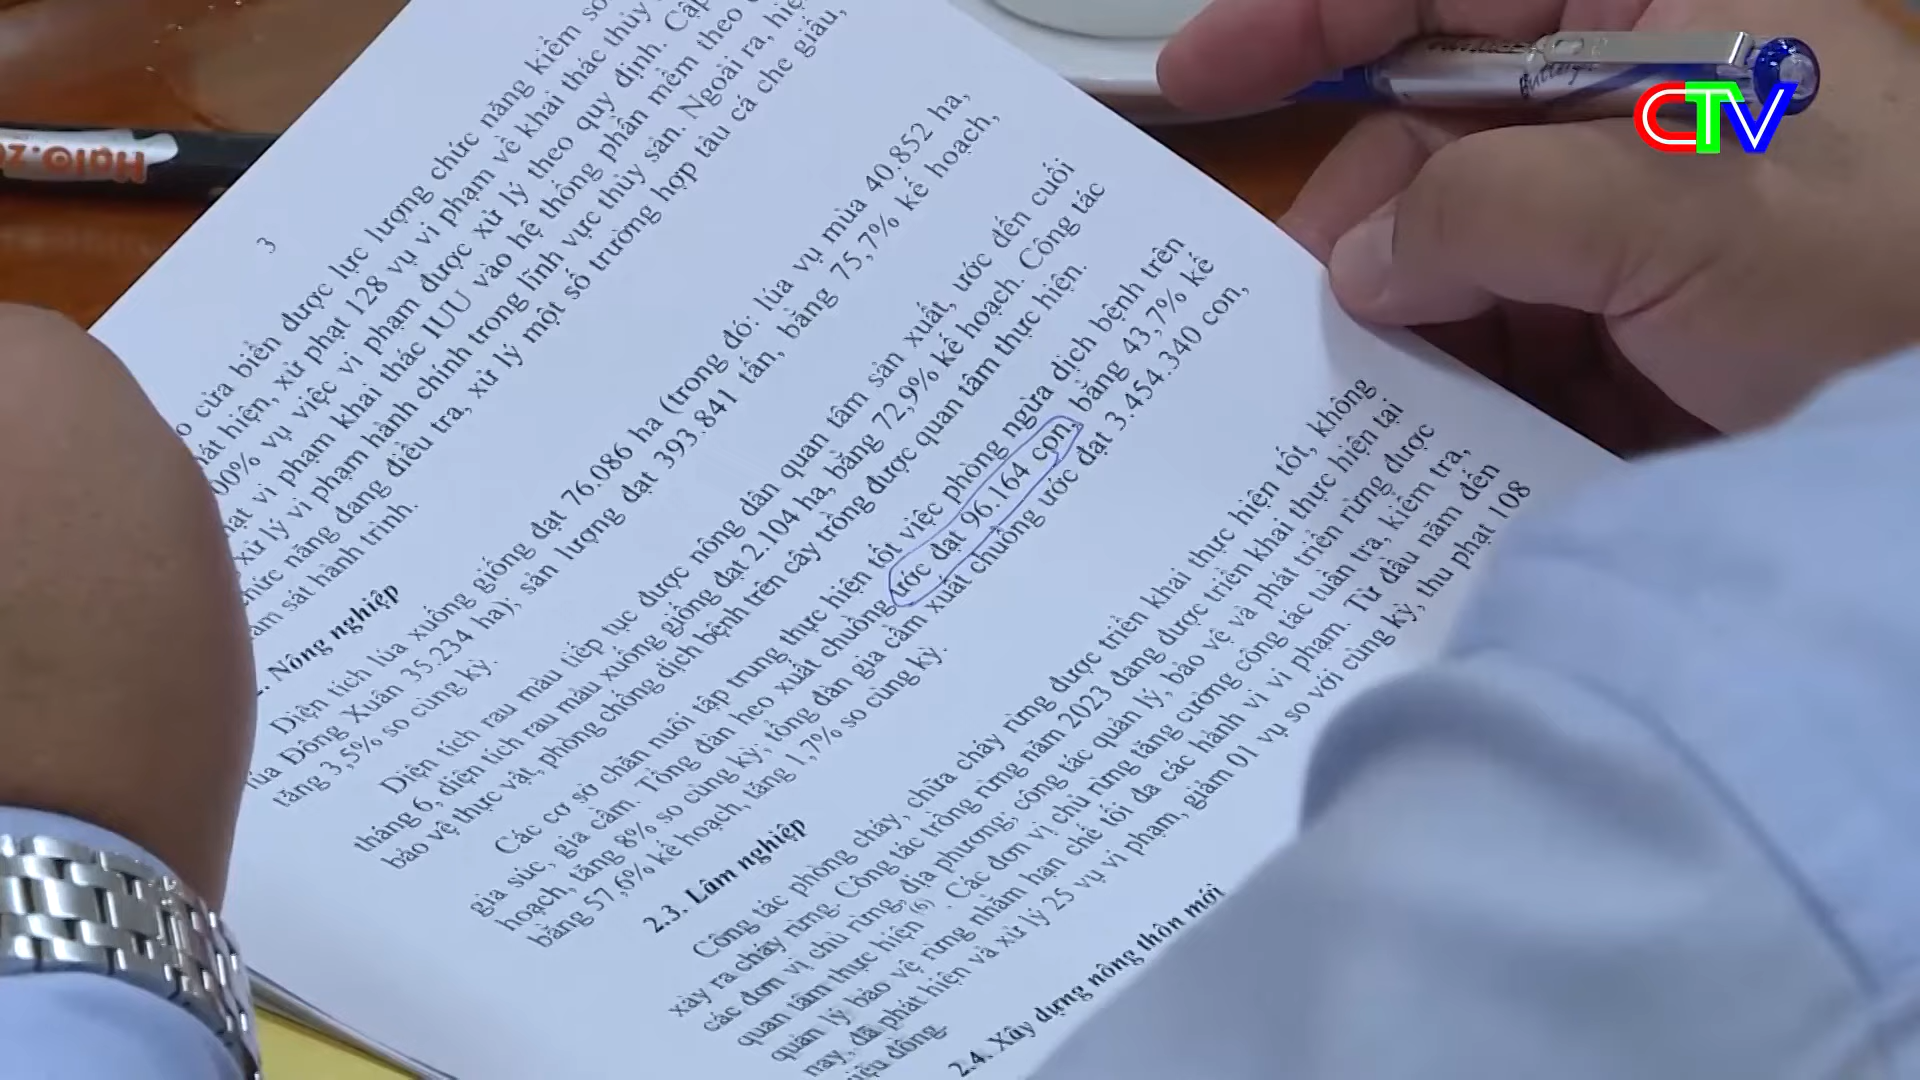 3
cửa biển được lực lượng chức năng kiểm
hát hiện, xử phạt 128 vụ vi phạm về khai thác thủy
00% vụ việc vi phạm được xử lý theo quy định. Cập
vi phạm khai thác IUU vào hệ thống phần mềm theo
xử lý vi phạm hành chính trong lĩnh vực thủy sản. Ngoài ra,
chức năng đang điều tra, xử lý một số trường hợp tàu cá che giấu,
sát hành trình.
Nông nghiệp
Diện tích lúa xuống giống đạt 76.086 ha (trong đó: lúa vụ mùa 40.852 ha,
lúa Đông Xuân 35.234 ha); sản lượng đạt 393.841 tấn, bằng 75,7% kế hoạch,
tăng 3,5% so cùng kỳ.
Diện tích rau màu tiếp tục được nông dân quan tâm sản xuất, ước đến cuối
tháng 6, diện tích rau màu xuống giống đạt 2.104 ha, bằng 72,9% kế hoạch. Công tác
bảo vệ thực vật, phòng chống dịch bệnh trên cây trồng được quan tâm thực hiện.
Các cơ sở chăn nuôi tập trung thực hiện tốt việc phòng ngừa dịch bệnh trên
gia súc, gia cầm. Tổng đàn heo xuất chuồng ước đạt 96.164 con, bằng 43,7% kế
hoạch, tăng 8% so cùng kỳ; tổng đàn gia cầm xuất chuồng ước đạt 3.454.340 con,
bằng 57,6% kế hoạch, tăng 1,7% so cùng kỳ.
2.3. Lâm nghiệp
Công tác phòng cháy, chữa cháy rừng được triển khai thực hiện tốt, không
xảy ra cháy rừng. Công tác trồng rừng năm 2023 đang được triển khai thực hiện tại
các đơn vị chủ rừng, địa phương; công tác quản lý, bảo vệ và phát triển rừng được
quan tâm thực hiện (6). Các đơn vị chủ rừng tăng cường công tác tuần tra, kiểm tra,
quản lý bảo vệ rừng nhằm hạn chế tối đa các hành vi vi phạm. Từ đầu năm đến
nay, đã phát hiện và xử lý 25 vụ vi phạm, giảm 01 vụ so với cùng kỳ, thu phạt 108
triệu đồng.
2.4. Xây dựng nông thôn mới
CTV
Halo
Butterfly